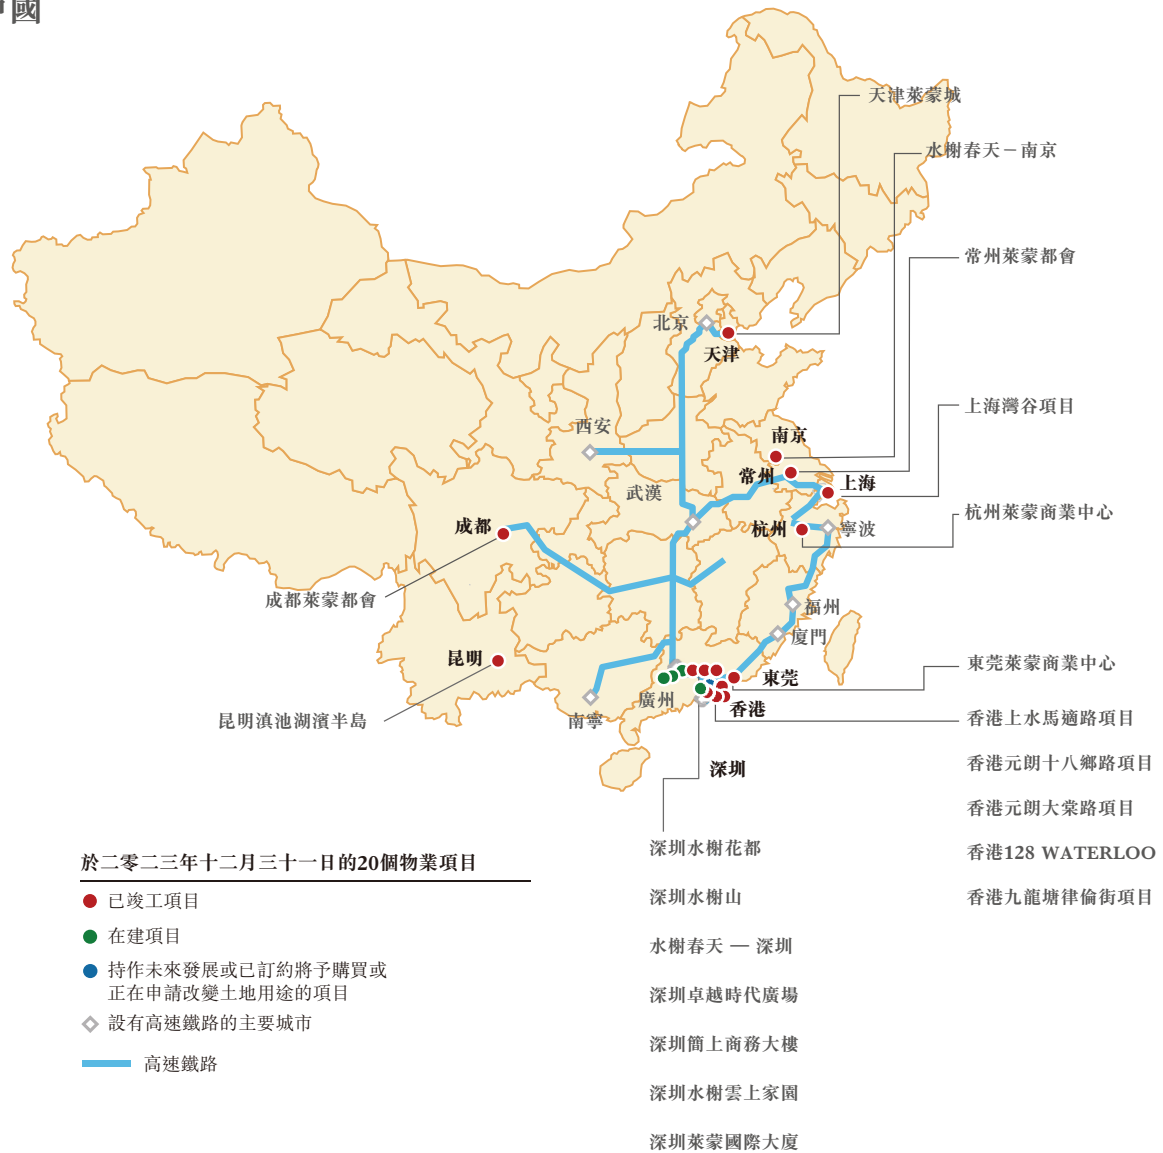 中國
天津萊蒙城
水榭春天－南京
常州萊蒙都會
北京
天津
上海灣谷項目
西安
南京
常州
上海
武漢
杭州萊蒙商業中心
成都
杭州
寧波
成都萊蒙都會
福州
廈門
昆明
東莞萊蒙商業中心
東莞
廣州
香港
昆明滇池湖濱半島
南寧
香港上水馬適路項目
深圳
香港元朗十八鄉路項目
香港元朗大棠路項目
深圳水榭花都
香港128 WATERLOO
於二零二三年十二月三十一日的20個物業項目
深圳水榭山
香港九龍塘律倫街項目
已竣工項目
在建項目
水榭春天 — 深圳
持作未來發展或已訂約將予購買或
正在申請改變土地用途的項目
深圳卓越時代廣場
設有高速鐵路的主要城市
深圳簡上商務大樓
高速鐵路
深圳水榭雲上家園
深圳萊蒙國際大廈